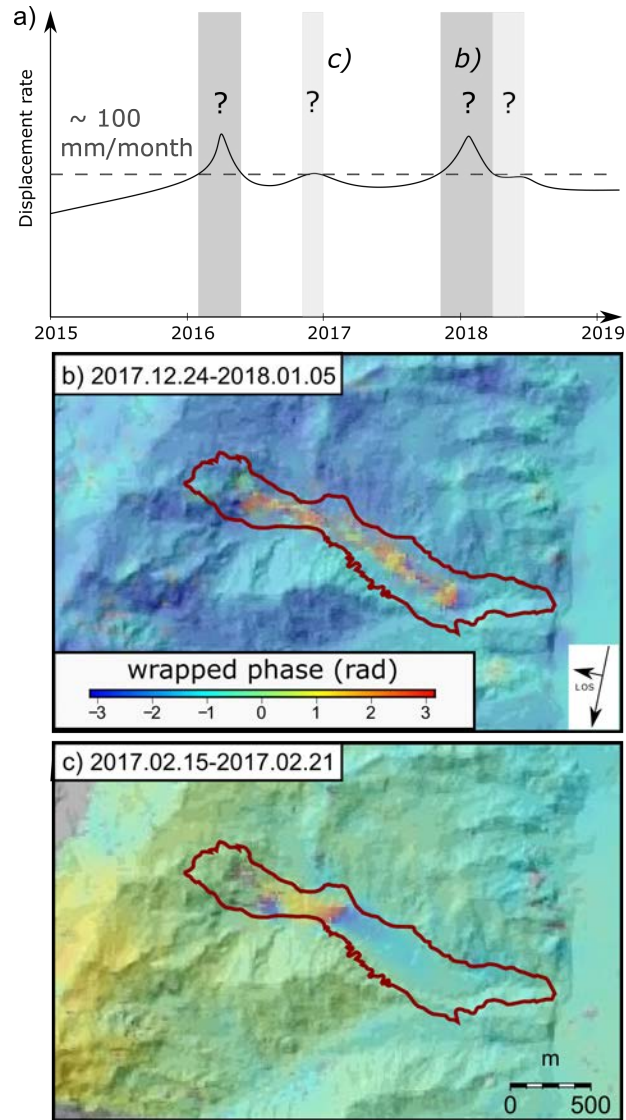 a)
Displacement rate
~ 100
mm/month
?
?
c)
b)
?
?
2015
2016
2017
2018
2019
b) 2017.12.24-2018.01.05
wrapped phase (rad)
−3
−2
−1
0
1
2
3
LOS
c) 2017.02.15-2017.02.21
m
0
500